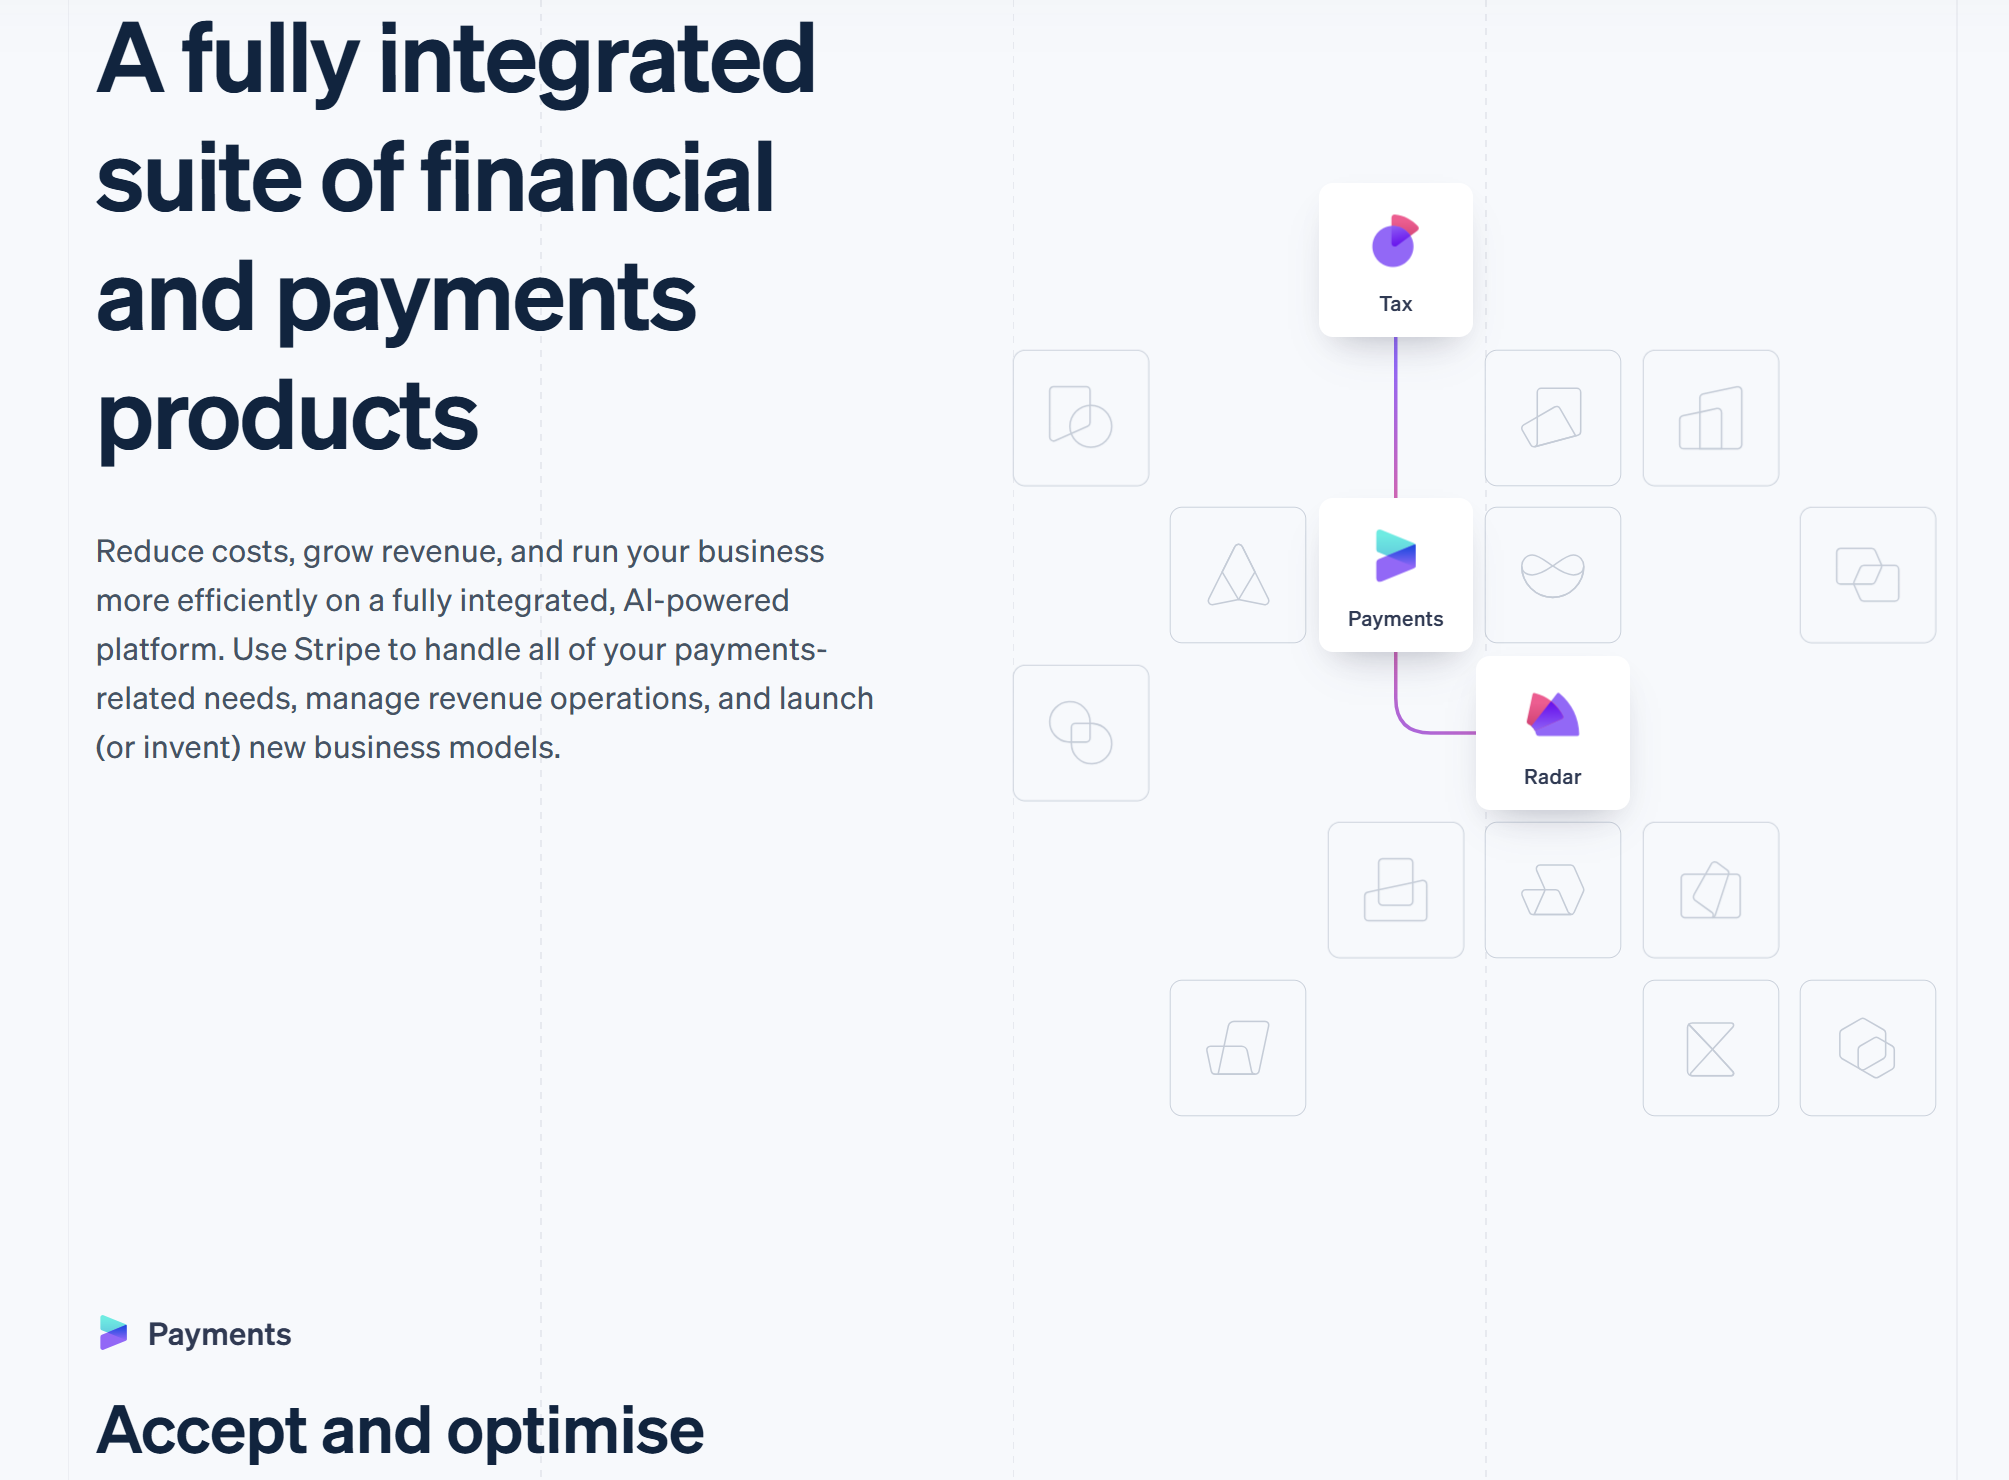 A fully integrated
suite of financial
and payments
products
Reduce costs, grow revenue, and run your business
more efficiently on a fully integrated, AI-powered
platform. Use Stripe to handle all of your payments-
related needs, manage revenue operations, and launch
(or invent) new business models.
Tax
Payments
Radar
Payments
Accept and optimise